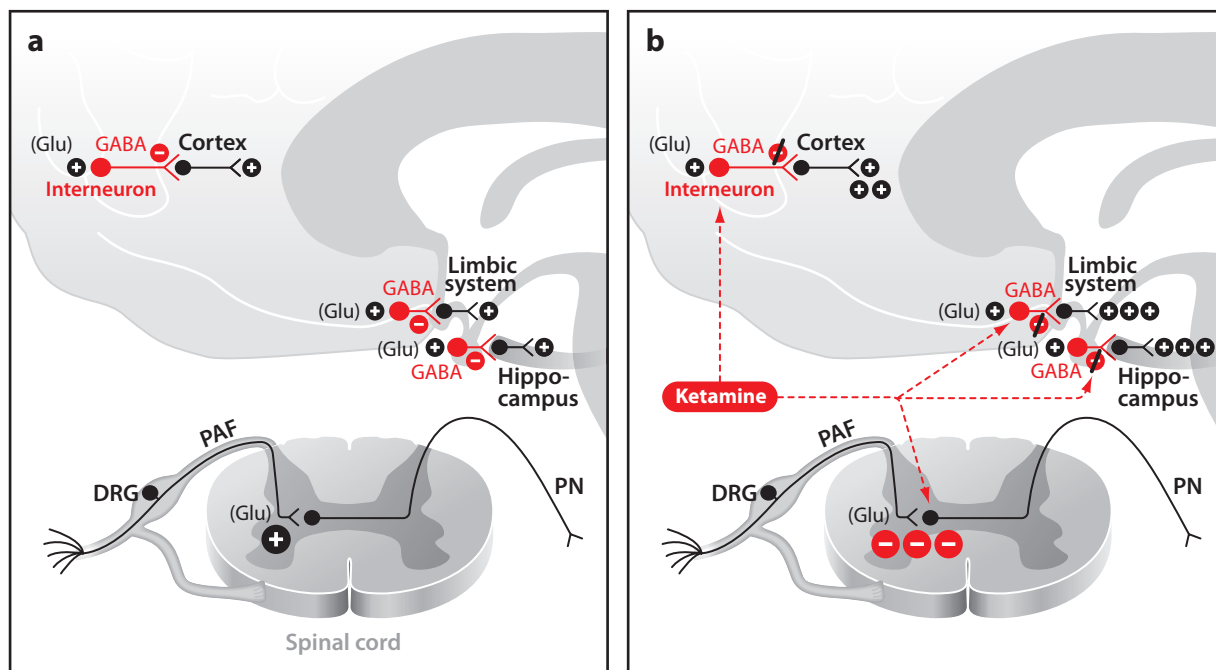 a
(Glu)
GABA
Cortex
+
−
+
Interneuron
Limbic
system
GABA
(Glu)
+
+
−
(Glu)
+
+
−
GABA
Hippo-
campus
PAF
DRG
PN
(Glu)
+
Spinal cord
b
(Glu)
GABA
Cortex
−
+
+
Interneuron
+ +
Limbic
system
GABA
(Glu)
+
+ + +
−
(Glu)
+
+ + +
−
GABA
Hippo-
campus
Ketamine
PAF
DRG
PN
(Glu)
− − −